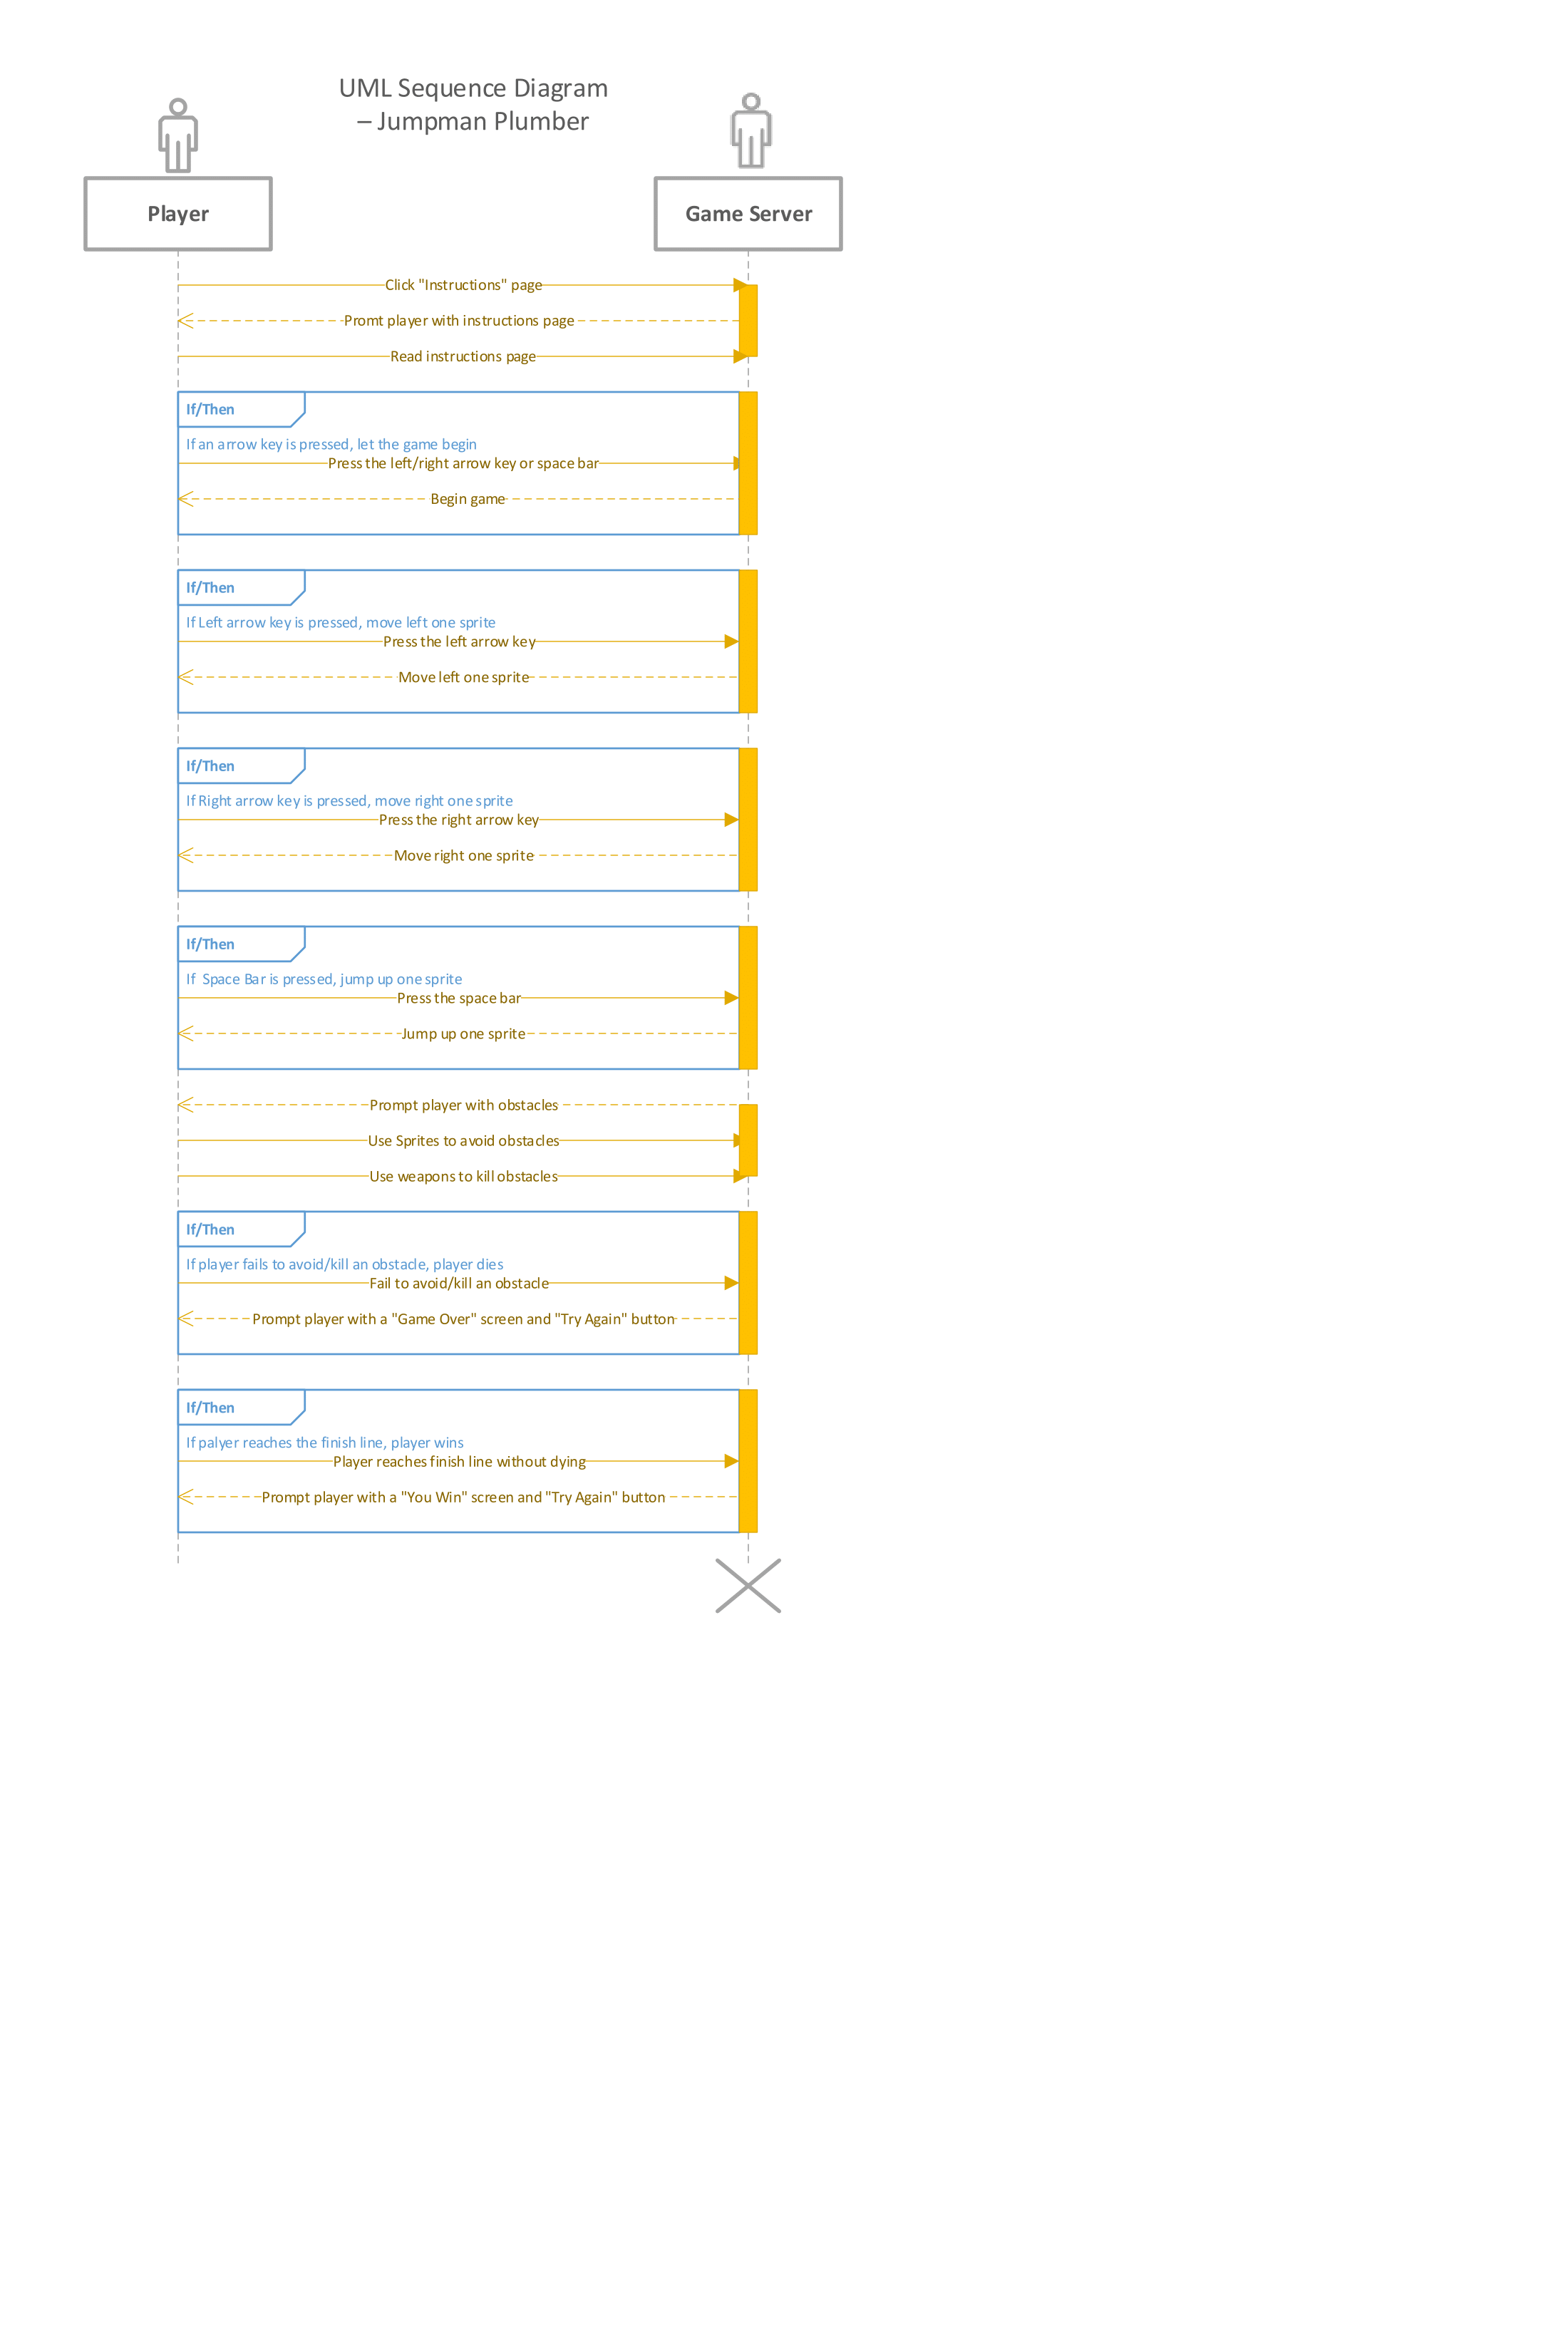 UML Sequence Diagram
– Jumpman Plumber
Player
Game Server
Click "Instructions" page
Promt player with instructions page
Read instructions page
If/Then
If an arrow key is pressed, let the game begin
Press the left/right arrow key or space bar
Begin game
If/Then
If Left arrow key is pressed, move left one sprite
Press the left arrow key
Move left one sprite
If/Then
If Right arrow key is pressed, move right one sprite
Press the right arrow key
Move right one sprite
If/Then
If  Space Bar is pressed, jump up one sprite
Press the space bar
Jump up one sprite
Prompt player with obstacles
Use Sprites to avoid obstacles
Use weapons to kill obstacles
If/Then
If player fails to avoid/kill an obstacle, player dies
Fail to avoid/kill an obstacle
Prompt player with a "Game Over" screen and "Try Again" button
If/Then
If palyer reaches the finish line, player wins
Player reaches finish line without dying
Prompt player with a "You Win" screen and "Try Again" button